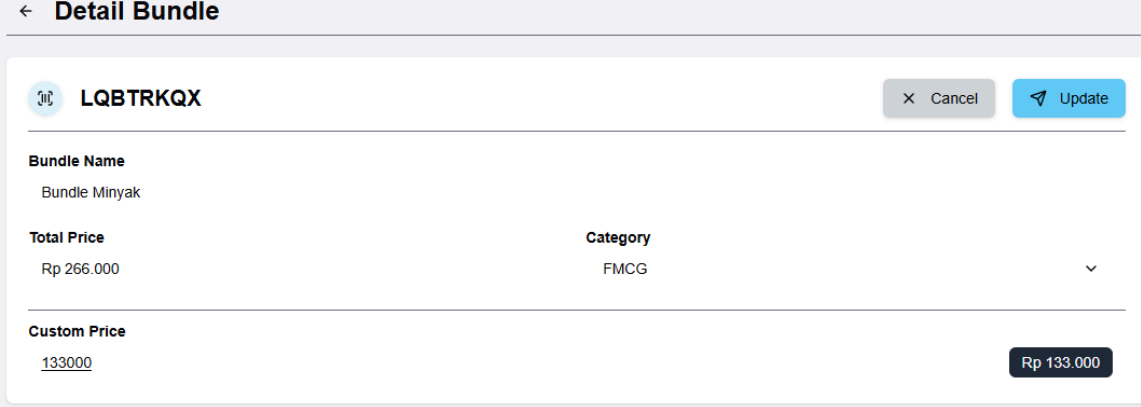 Detail Bundle
LQBTRKQX
Cancel
Update
Bundle Name
Bundle Minyak
Total Price
Category
Rp 266.000
FMCG
Custom Price
133000
Rp 133.000